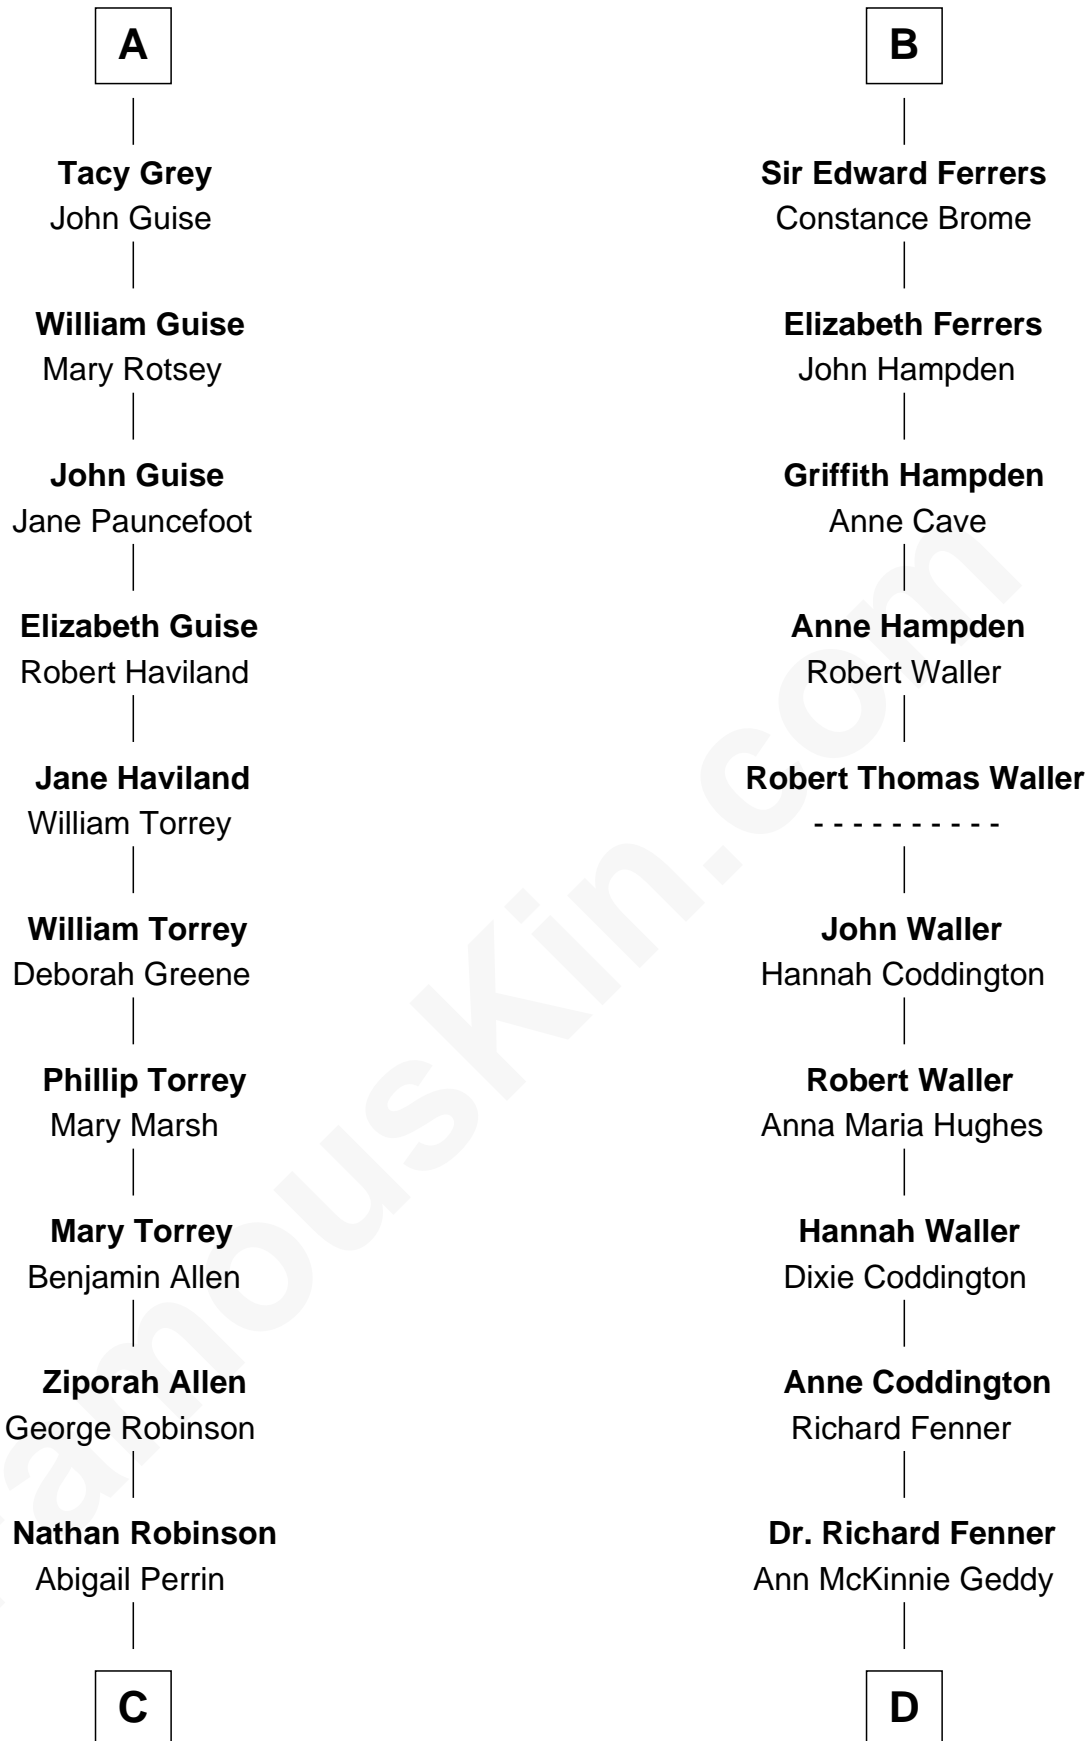 A
Tacy Grey
John Guise
William Guise
Mary Rotsey
John Guise
Jane Pauncefoot
Elizabeth Guise
Robert Haviland
Jane Haviland
William Torrey
William Torrey
Deborah Greene
Phillip Torrey
Mary Marsh
Mary Torrey
Benjamin Allen
Ziporah Allen
George Robinson
Nathan Robinson
Abigail Perrin
C
B
Sir Edward Ferrers
Constance Brome
Elizabeth Ferrers
John Hampden
Griffith Hampden
Anne Cave
Anne Hampden
Robert Waller
Robert Thomas Waller
- - - - - - - - - -
John Waller
Hannah Coddington
Robert Waller
Anna Maria Hughes
Hannah Waller
Dixie Coddington
Anne Coddington
Richard Fenner
Dr. Richard Fenner
Ann McKinnie Geddy
D
FamousKin.com